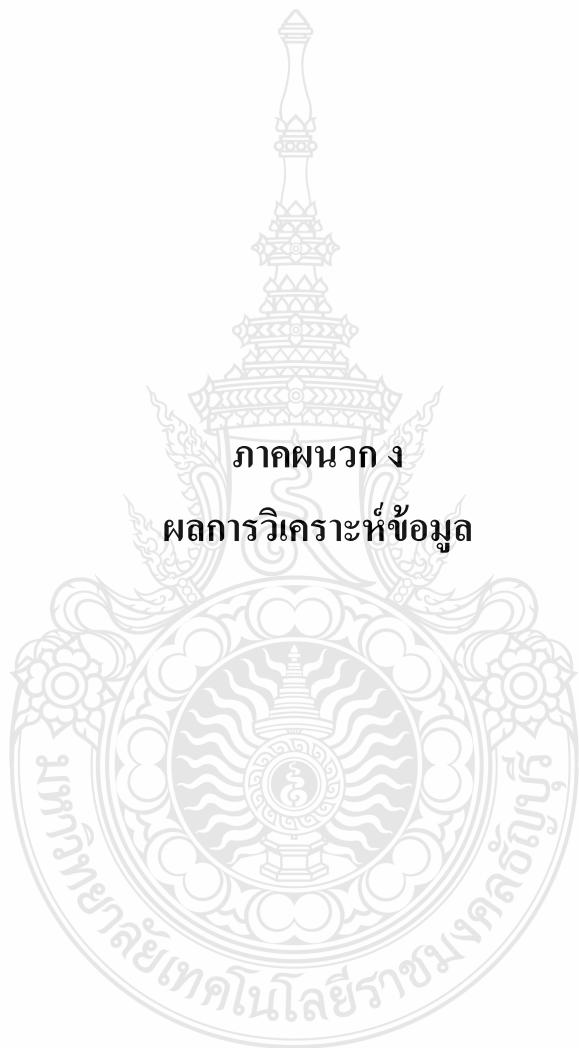 ภาคผนวก ง
ผลการวิเคราะห์ข้อมูล
มหาวิทยาลัยเทคโนโลยีราชมงคลธัญบุรี